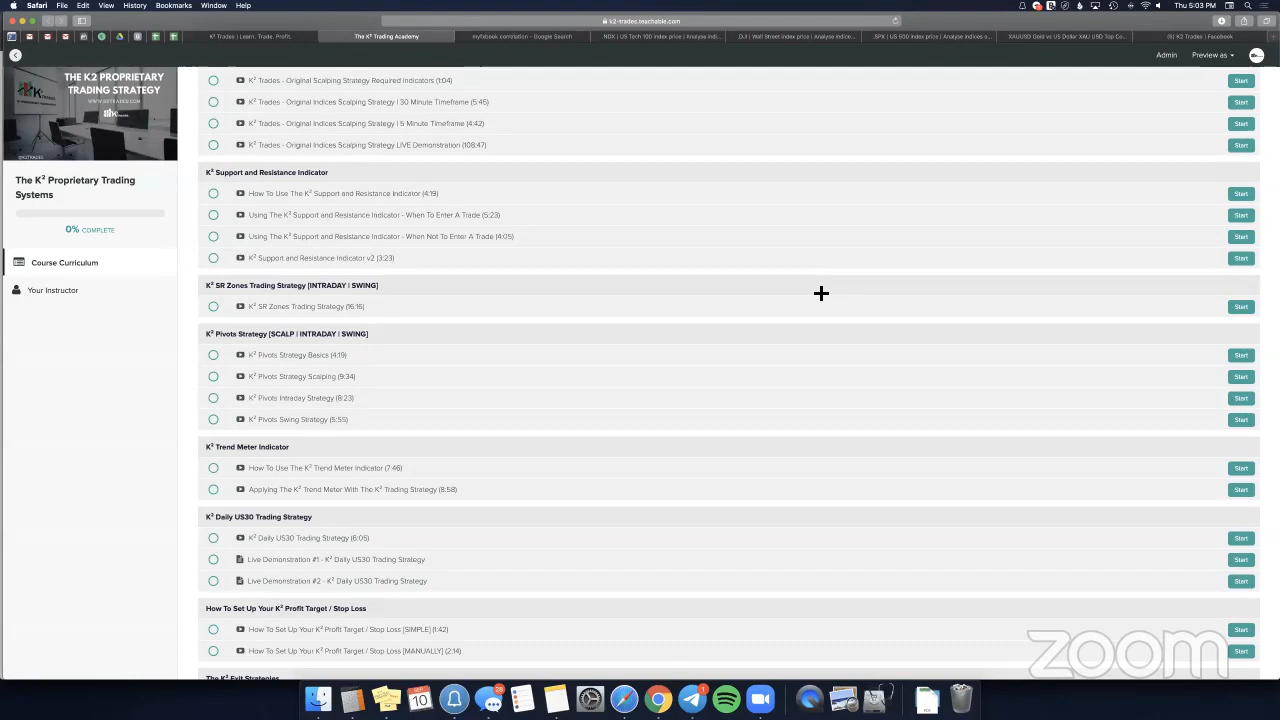 Safari File Edit View History Bookmarks Window Help Thu 5:03 PM
k2-trades.teachable.com
K² Trades | Learn. Trade. Profit.
The K² Trading Academy
myfxbook corrolation - Google Search
.NDX | US Tech 100 index price | Analyse indi...
.DJI | Wall Street index price | Analyse indice...
.SPX | US 500 index price | Analyse indices o...
XAUUSD Gold vs US Dollar XAU USD Top Co...
(5) K2 Trades | Facebook
Admin Preview as
THE K2 PROPRIETARY
TRADING STRATEGY
@K2TRADES
The K² Proprietary Trading
Systems
0% COMPLETE
Course Curriculum
Your Instructor
K² Trades - Original Scalping Strategy Required Indicators (1:04) Start
K² Trades - Original Indices Scalping Strategy | 30 Minute Timeframe (5:45) Start
K² Trades - Original Indices Scalping Strategy | 5 Minute Timeframe (4:42) Start
K² Trades - Original Indices Scalping Strategy LIVE Demonstration (108:47) Start
K² Support and Resistance Indicator
How To Use The K² Support and Resistance Indicator (4:19) Start
Using The K² Support and Resistance Indicator - When To Enter A Trade (5:23) Start
Using The K² Support and Resistance Indicator - When Not To Enter A Trade (4:05) Start
K² Support and Resistance Indicator v2 (3:23) Start
K² SR Zones Trading Strategy [INTRADAY | SWING]
K² SR Zones Trading Strategy (16:16) Start
K² Pivots Strategy [SCALP | INTRADAY | SWING]
K² Pivots Strategy Basics (4:19) Start
K² Pivots Strategy Scalping (9:34) Start
K² Pivots Intraday Strategy (8:23) Start
K² Pivots Swing Strategy (5:55) Start
K² Trend Meter Indicator
How To Use The K² Trend Meter Indicator (7:46) Start
Applying The K² Trend Meter With The K² Trading Strategy (8:58) Start
K² Daily US30 Trading Strategy
K² Daily US30 Trading Strategy (6:05) Start
Live Demonstration #1 - K² Daily US30 Trading Strategy Start
Live Demonstration #2 - K² Daily US30 Trading Strategy Start
How To Set Up Your K² Profit Target / Stop Loss
How To Set Up Your K² Profit Target / Stop Loss [SIMPLE] (1:42) Start
How To Set Up Your K² Profit Target / Stop Loss [MANUALLY] (2:14) Start
The K² Exit Strategies
zoom
10
28
1